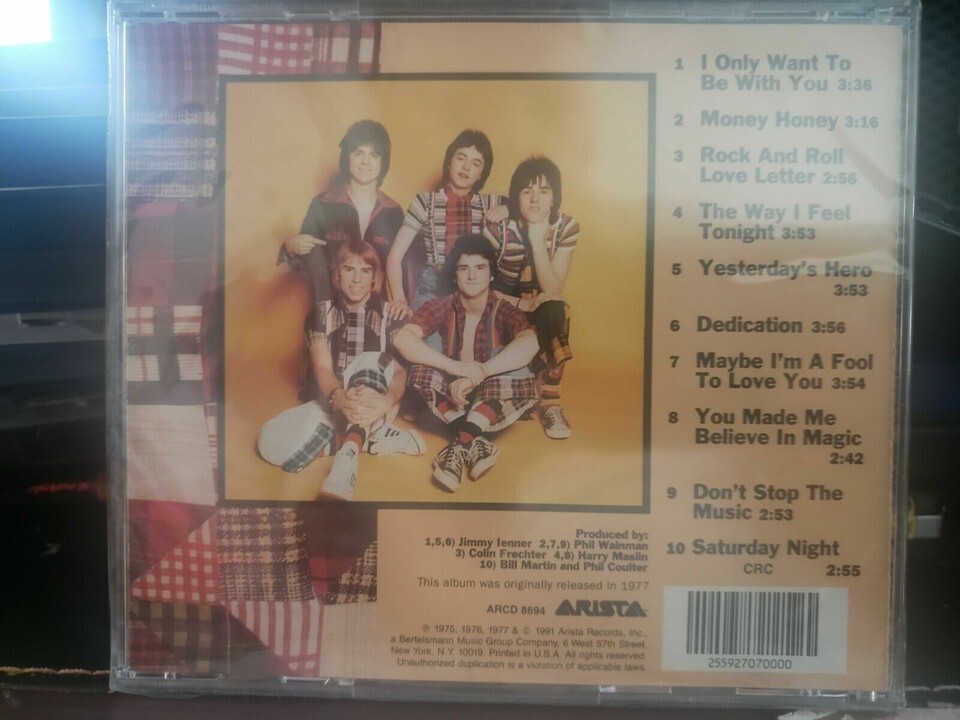 1 I Only Want To
Be With You 3:36
2 Money Honey 3:16
3 Rock And Roll
Love Letter 2:56
4 The Way I Feel
Tonight 3:53
5 Yesterday's Hero
3:53
6 Dedication 3:56
7 Maybe I'm A Fool
To Love You 3:54
8 You Made Me
Believe In Magic
2:42
9 Don't Stop The
Music 2:53
10 Saturday Night
CRC 2:55
Produced by:
1,5,6) Jimmy Ienner 2,7,9) Phil Wainman
3) Colin Frechter 4,8) Harry Maslin
10) Bill Martin and Phil Coulter
This album was originally released in 1977
ARCD 8694 ARISTA
℗ 1975, 1976, 1977 & © 1991 Arista Records, Inc.,
a Bertelsmann Music Group Company, 6 West 57th Street,
New York, N.Y. 10019. Printed in U.S.A. All rights reserved.
Unauthorized duplication is a violation of applicable laws.
255927070000